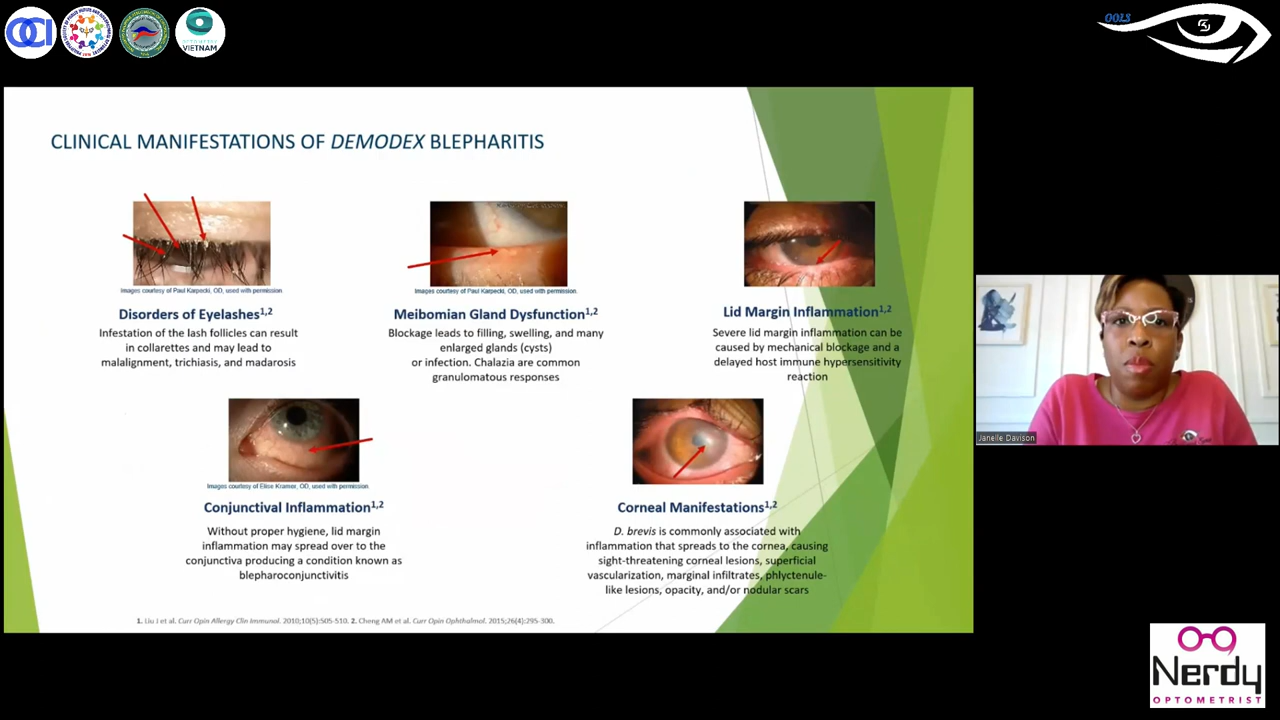 OCI
VIETNAM
OOLS
CLINICAL MANIFESTATIONS OF DEMODEX BLEPHARITIS
Images courtesy of Paul Karpecki, OD, used with permission.
Images courtesy of Paul Karpecki, OD, used with permission.
Disorders of Eyelashes1,2
Infestation of the lash follicles can result
in collarettes and may lead to
malalignment, trichiasis, and madarosis
Meibomian Gland Dysfunction1,2
Blockage leads to filling, swelling, and many
enlarged glands (cysts)
or infection. Chalazia are common
granulomatous responses
Lid Margin Inflammation1,2
Severe lid margin inflammation can be
caused by mechanical blockage and a
delayed host immune hypersensitivity
reaction
Images courtesy of Elise Kramer, OD, used with permission.
Conjunctival Inflammation1,2
Without proper hygiene, lid margin
inflammation may spread over to the
conjunctiva producing a condition known as
blepharoconjunctivitis
Corneal Manifestations1,2
D. brevis is commonly associated with
inflammation that spreads to the cornea, causing
sight-threatening corneal lesions, superficial
vascularization, marginal infiltrates, phlyctenule-
like lesions, opacity, and/or nodular scars
1. Liu J et al. Curr Opin Allergy Clin Immunol. 2010;10(5):505-510. 2. Cheng AM et al. Curr Opin Ophthalmol. 2015;26(4):295-300.
Janelle Davison
Nerdy
OPTOMETRIST